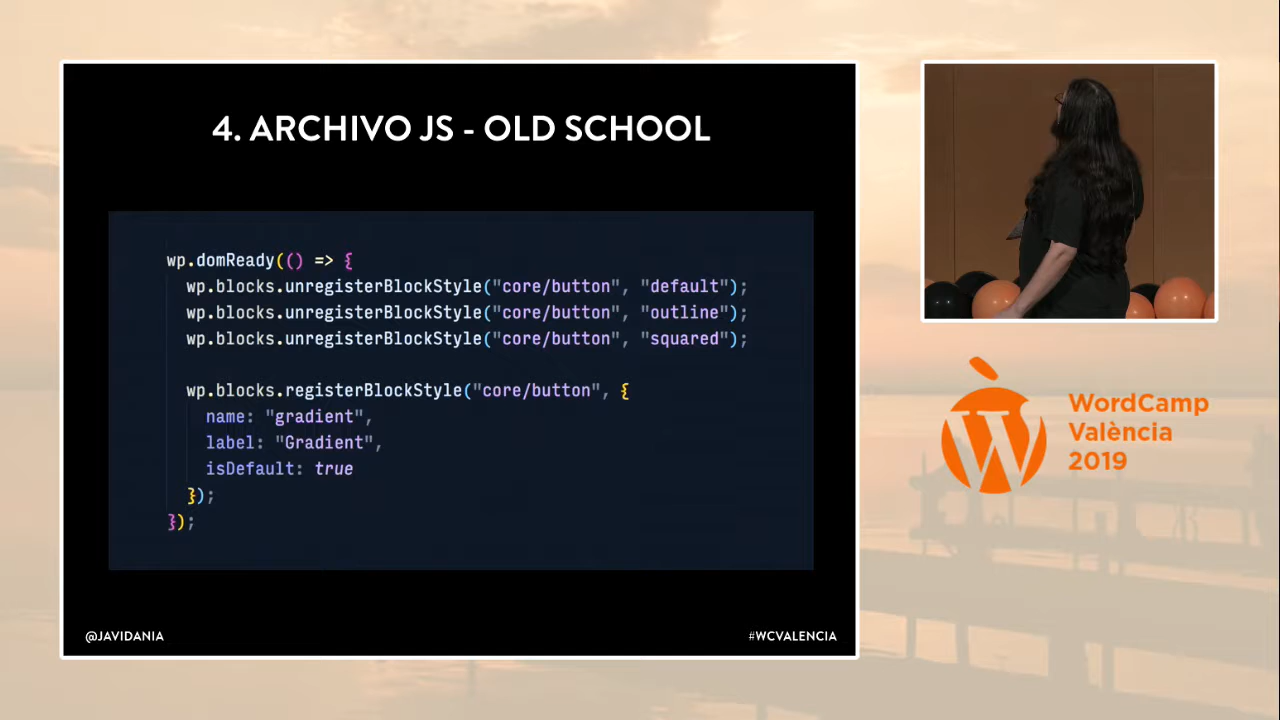 4. ARCHIVO JS - OLD SCHOOL
wp.domReady(() => {
wp.blocks.unregisterBlockStyle("core/button", "default");
wp.blocks.unregisterBlockStyle("core/button", "outline");
wp.blocks.unregisterBlockStyle("core/button", "squared");
wp.blocks.registerBlockStyle("core/button", {
name: "gradient",
label: "Gradient",
isDefault: true
});
});
@JAVIDANIA
#WCVALENCIA
WordCamp
València
2019